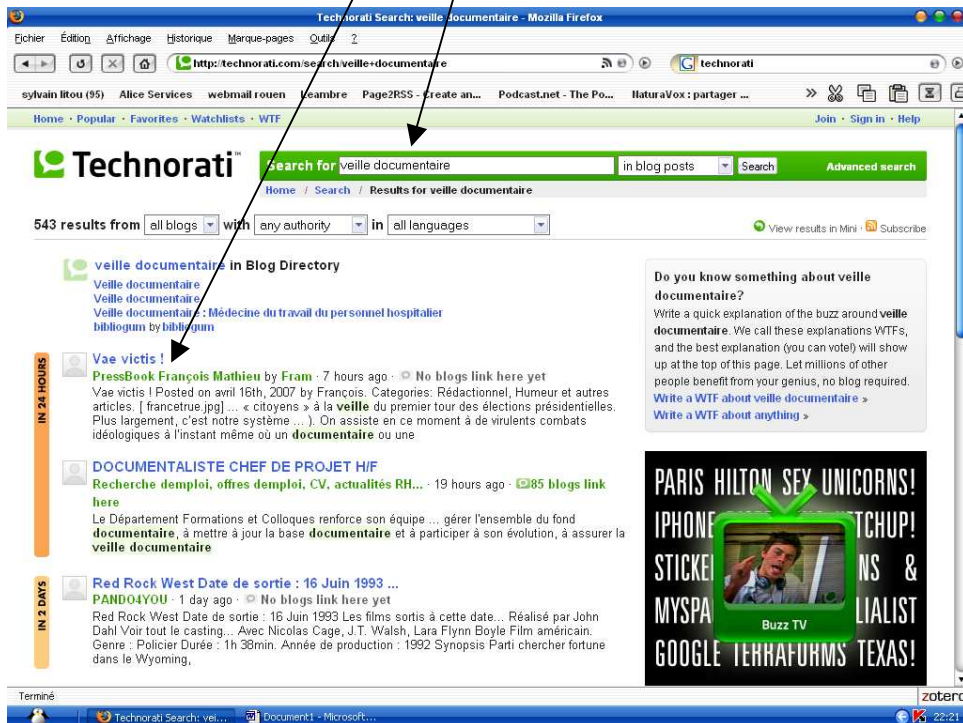 Technorati Search: veille documentaire - Mozilla Firefox
Fichier Édition Affichage Historique Marque-pages Outils ?
http://technorati.com/search/veille+documentaire
technorati
sylvain litou (95) Alice Services webmail rouen Leambre Page2RSS - Create an... Podcast.net - The Po... NaturaVox : partager ... »
Home · Popular · Favorites · Watchlists · WTF
Join · Sign in · Help
Technorati™
Search for veille documentaire in blog posts Search Advanced search
Home / Search / Results for veille documentaire
543 results from all blogs with any authority in all languages
View results in Mini · Subscribe
veille documentaire in Blog Directory
Veille documentaire
Veille documentaire
Veille documentaire : Médecine du travail du personnel hospitalier
bibliogum by bibliogum
IN 24 HOURS
Vae victis !
PressBook François Mathieu by Fram · 7 hours ago · No blogs link here yet
Vae victis ! Posted on avril 16th, 2007 by François. Categories: Rédactionnel, Humeur et autres
articles. [ francetrue.jpg] ... « citoyens » à la veille du premier tour des élections présidentielles.
Plus largement, c'est notre système ... ). On assiste en ce moment à de virulents combats
idéologiques à l'instant même où un documentaire ou une
DOCUMENTALISTE CHEF DE PROJET H/F
Recherche demploi, offres demploi, CV, actualités RH... · 19 hours ago · 85 blogs link
here
Le Département Formations et Colloques renforce son équipe ... gérer l'ensemble du fond
documentaire, à mettre à jour la base documentaire et à participer à son évolution, à assurer la
veille documentaire
IN 2 DAYS
Red Rock West Date de sortie : 16 Juin 1993 ...
PANDO4YOU · 1 day ago · No blogs link here yet
Red Rock West Date de sortie : 16 Juin 1993 Les films sortis à cette date... Réalisé par John
Dahl Voir tout le casting... Avec Nicolas Cage, J.T. Walsh, Lara Flynn Boyle Film américain.
Genre : Policier Durée : 1h 38min. Année de production : 1992 Synopsis Parti chercher fortune
dans le Wyoming,
Do you know something about veille
documentaire?
Write a quick explanation of the buzz around veille
documentaire. We call these explanations WTFs,
and the best explanation (you can vote!) will show
up at the top of this page. Let millions of other
people benefit from your genius, no blog required.
Write a WTF about veille documentaire »
Write a WTF about anything »
PARIS HILTON SEX UNICORNS!
IPHONE TCHUP!
STICKE NS &
MYSPA IALIST
Buzz TV
GOOGLE TERRAFORMS TEXAS!
Terminé
zotero
Technorati Search: vei... Document1 - Microsoft...
22:21